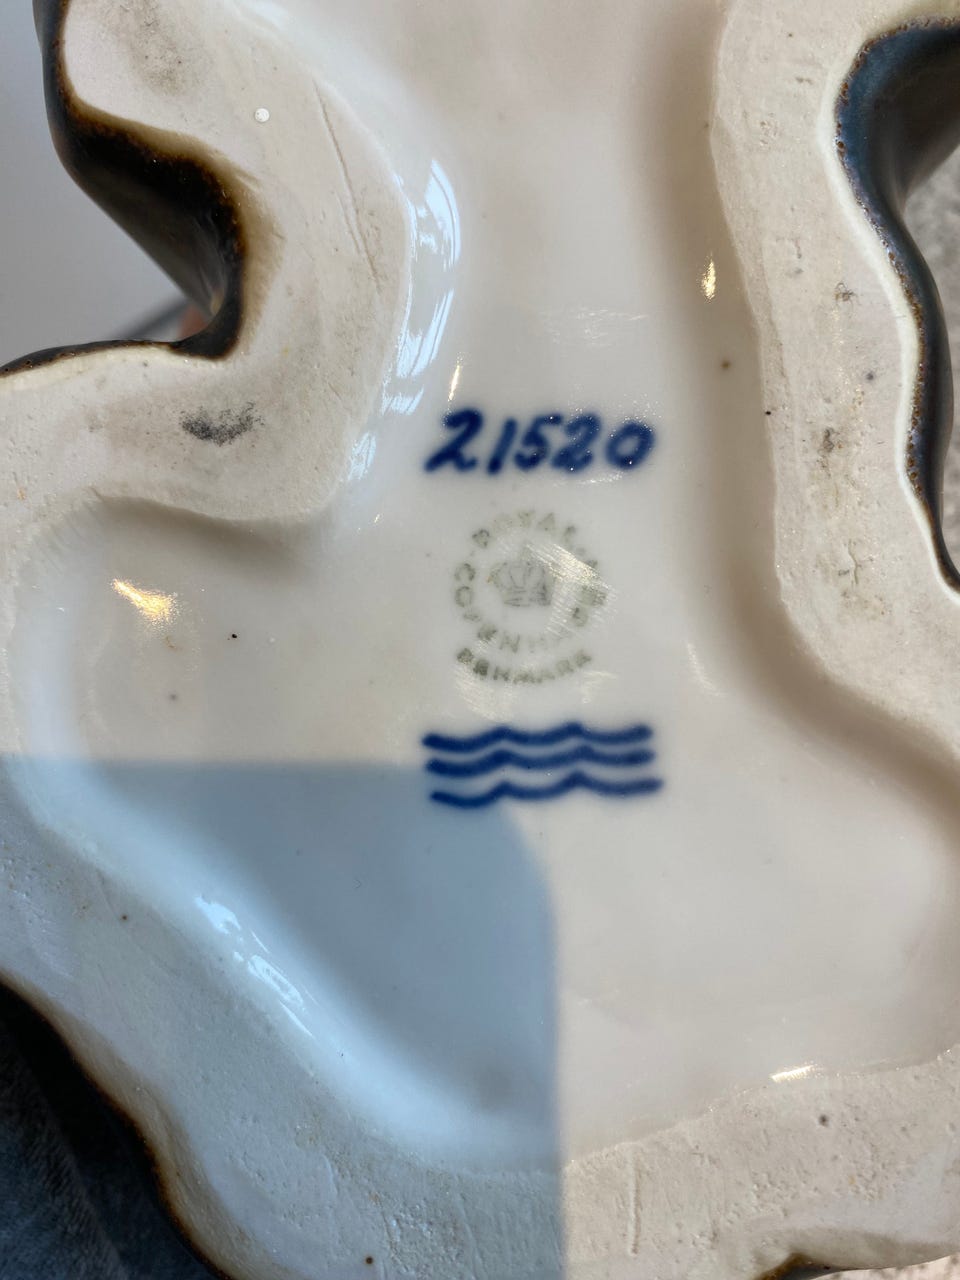 21520
ROYAL
COPENHAGEN
DENMARK